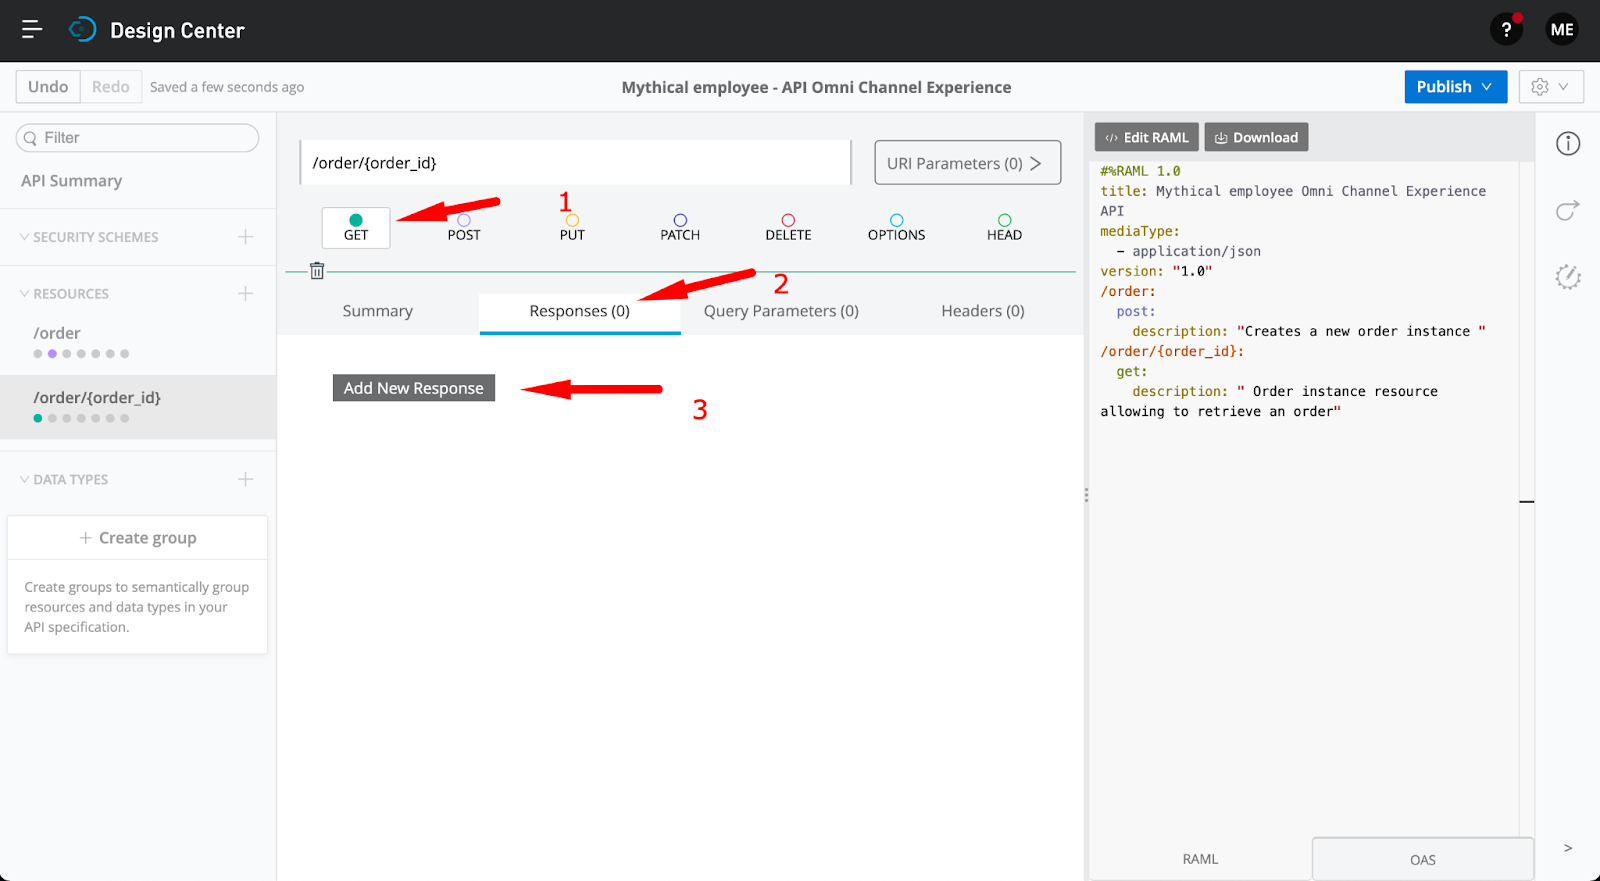 Design Center
?
ME
Undo
Redo
Saved a few seconds ago
Mythical employee - API Omni Channel Experience
Publish
Filter
API Summary
SECURITY SCHEMES
RESOURCES
/order
/order/{order_id}
DATA TYPES
+ Create group
Create groups to semantically group
resources and data types in your
API specification.
/order/{order_id}
URI Parameters (0) >
1
GET
POST
PUT
PATCH
DELETE
OPTIONS
HEAD
2
Summary
Responses (0)
Query Parameters (0)
Headers (0)
Add New Response
3
</> Edit RAML
Download
#%RAML 1.0
title: Mythical employee Omni Channel Experience
API
mediaType:
- application/json
version: "1.0"
/order:
post:
description: "Creates a new order instance "
/order/{order_id}:
get:
description: " Order instance resource
allowing to retrieve an order"
RAML
OAS
>